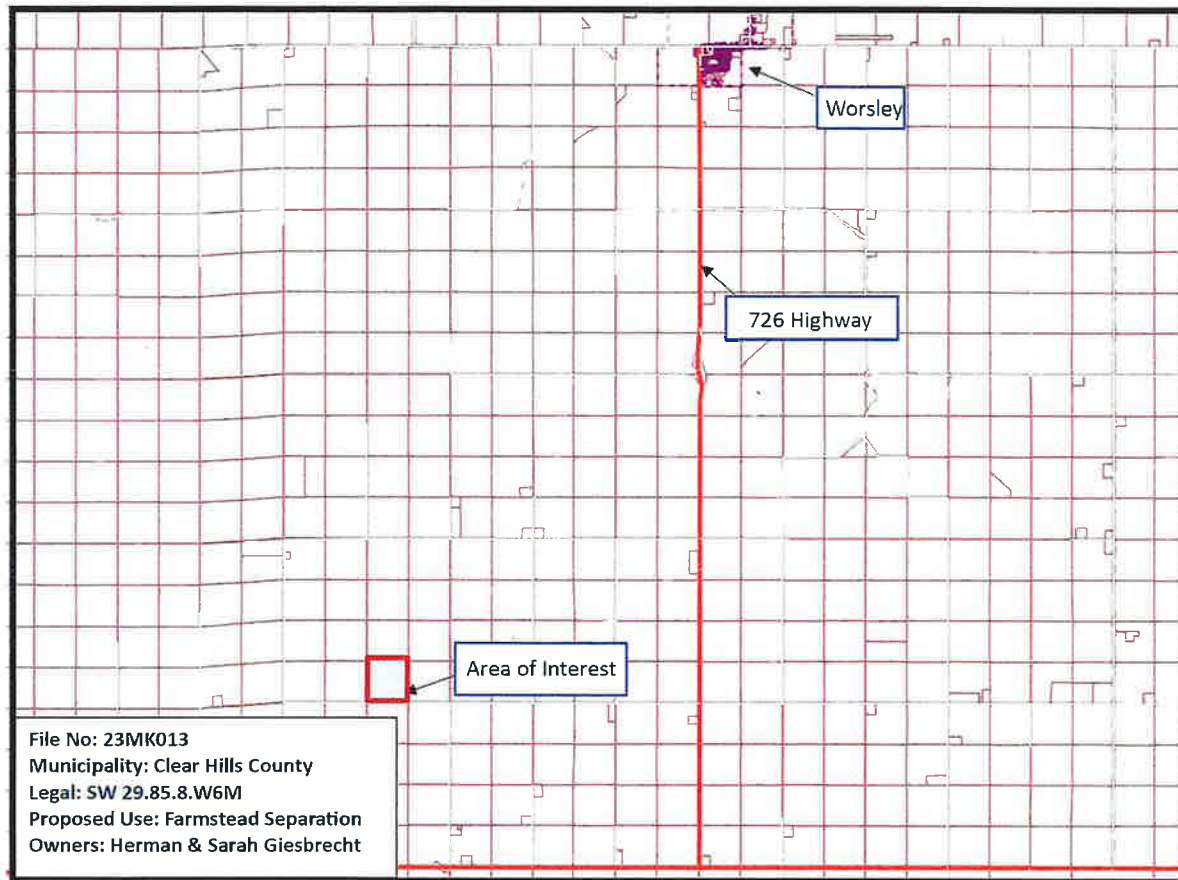 Worsley
726 Highway
Area of Interest
File No: 23MK013
Municipality: Clear Hills County
Legal: SW 29.85.8.W6M
Proposed Use: Farmstead Separation
Owners: Herman & Sarah Giesbrecht